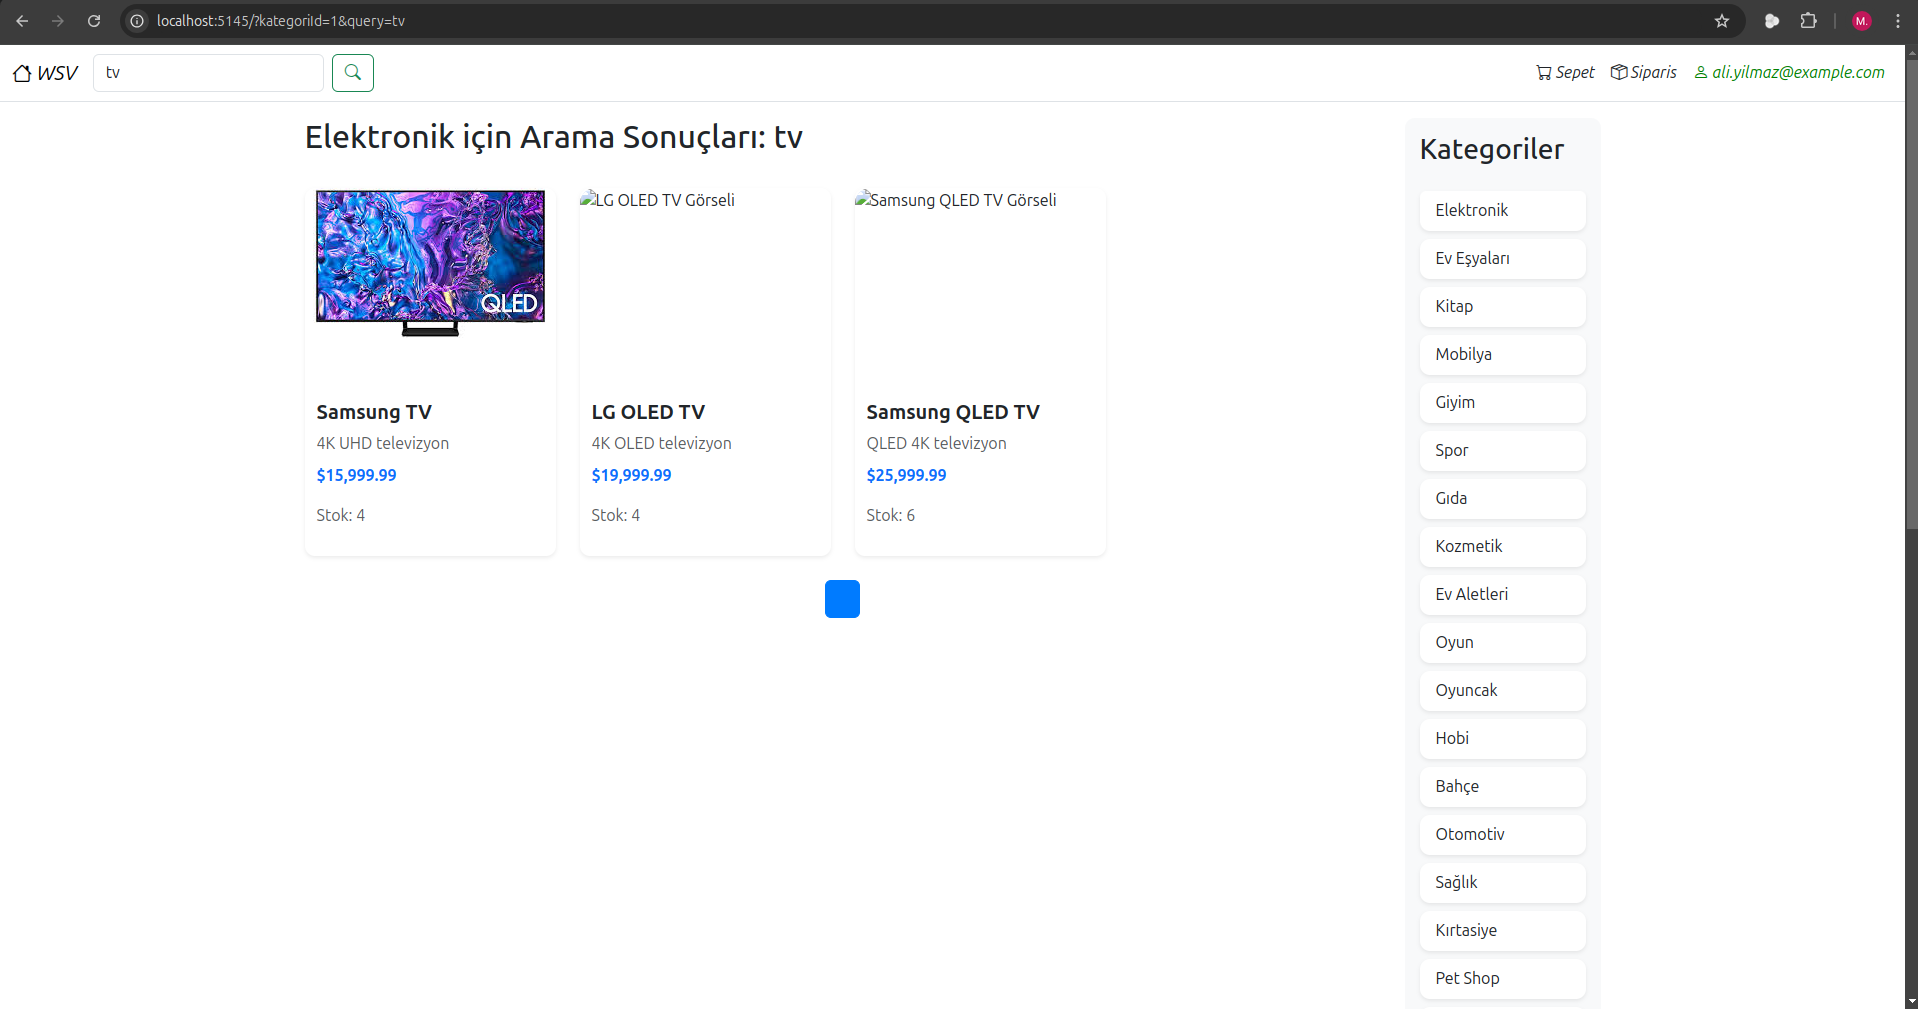 localhost:5145/?kategoriId=1&query=tv
M.
WSV
tv
Sepet
Siparis
ali.yilmaz@example.com
Elektronik için Arama Sonuçları: tv
QLED
Samsung TV
4K UHD televizyon
$15,999.99
Stok: 4
LG OLED TV Görseli
LG OLED TV
4K OLED televizyon
$19,999.99
Stok: 4
Samsung QLED TV Görseli
Samsung QLED TV
QLED 4K televizyon
$25,999.99
Stok: 6
Kategoriler
Elektronik
Ev Eşyaları
Kitap
Mobilya
Giyim
Spor
Gıda
Kozmetik
Ev Aletleri
Oyun
Oyuncak
Hobi
Bahçe
Otomotiv
Sağlık
Kırtasiye
Pet Shop